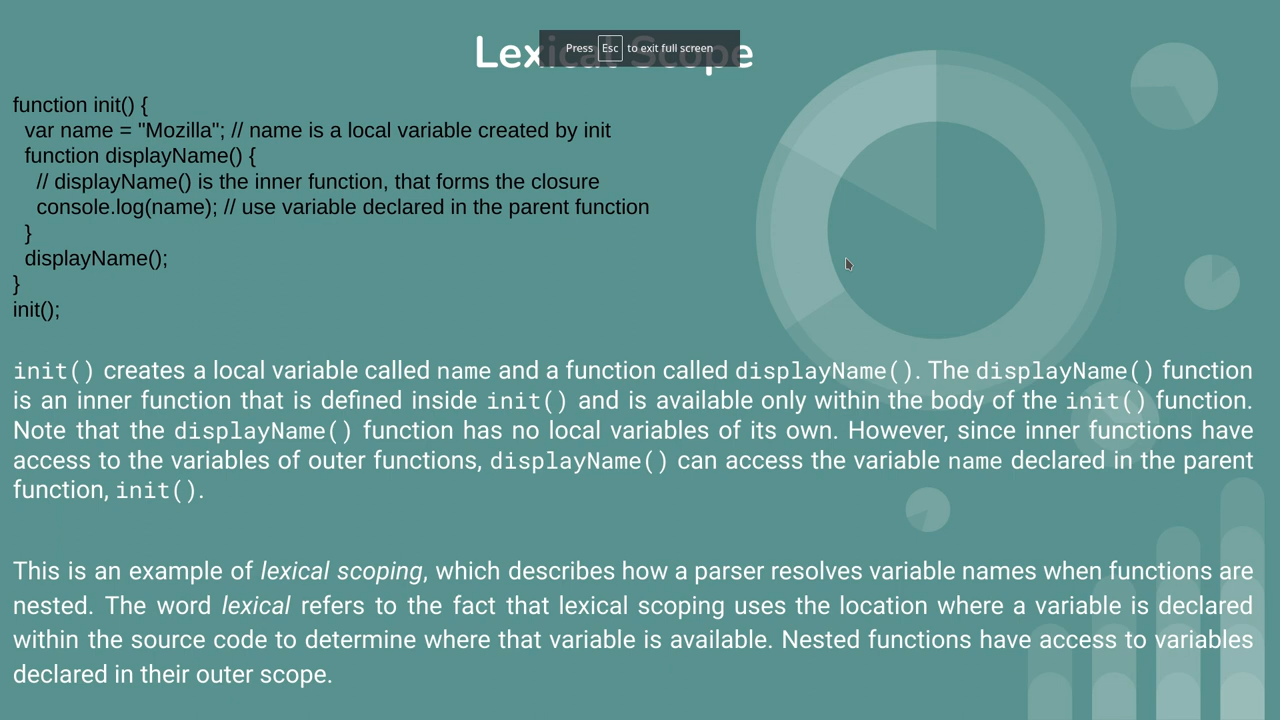 Lexical Scope
Press Esc to exit full screen
function init() {
var name = "Mozilla"; // name is a local variable created by init
function displayName() {
// displayName() is the inner function, that forms the closure
console.log(name); // use variable declared in the parent function
}
displayName();
}
init();
init() creates a local variable called name and a function called displayName(). The displayName() function
is an inner function that is defined inside init() and is available only within the body of the init() function.
Note that the displayName() function has no local variables of its own. However, since inner functions have
access to the variables of outer functions, displayName() can access the variable name declared in the parent
function, init().
This is an example of lexical scoping, which describes how a parser resolves variable names when functions are
nested. The word lexical refers to the fact that lexical scoping uses the location where a variable is declared
within the source code to determine where that variable is available. Nested functions have access to variables
declared in their outer scope.